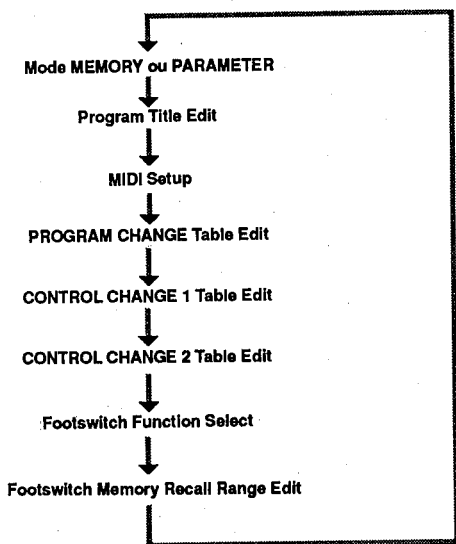 Mode MEMORY ou PARAMETER
Program Title Edit
MIDI Setup
PROGRAM CHANGE Table Edit
CONTROL CHANGE 1 Table Edit
CONTROL CHANGE 2 Table Edit
Footswitch Function Select
Footswitch Memory Recall Range Edit